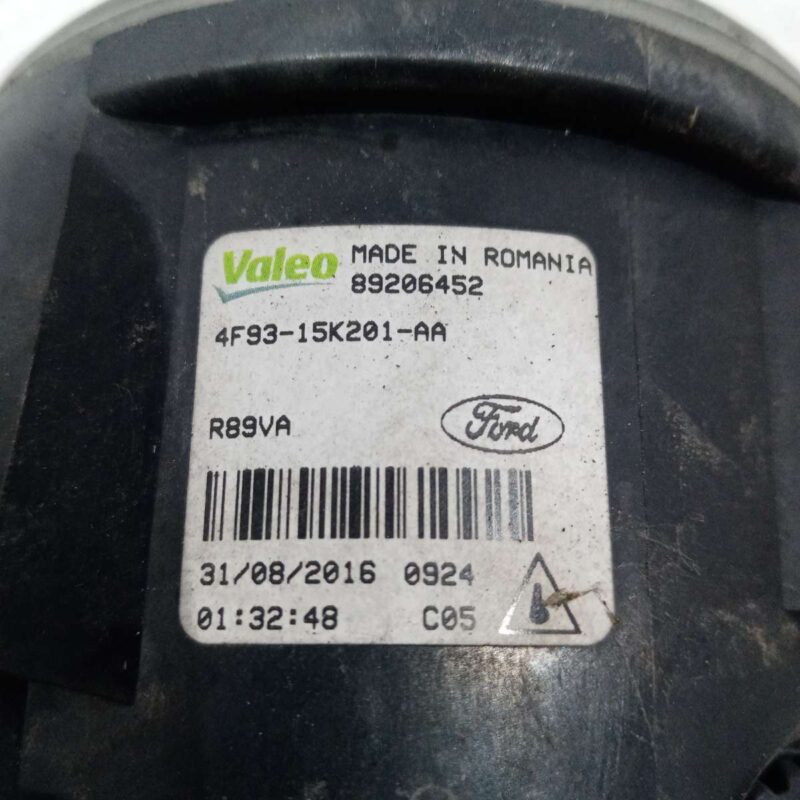 Valeo MADE IN ROMANIA
89206452
4F93-15K201-AA
R89VA Ford
31/08/2016 0924
01:32:48 C05